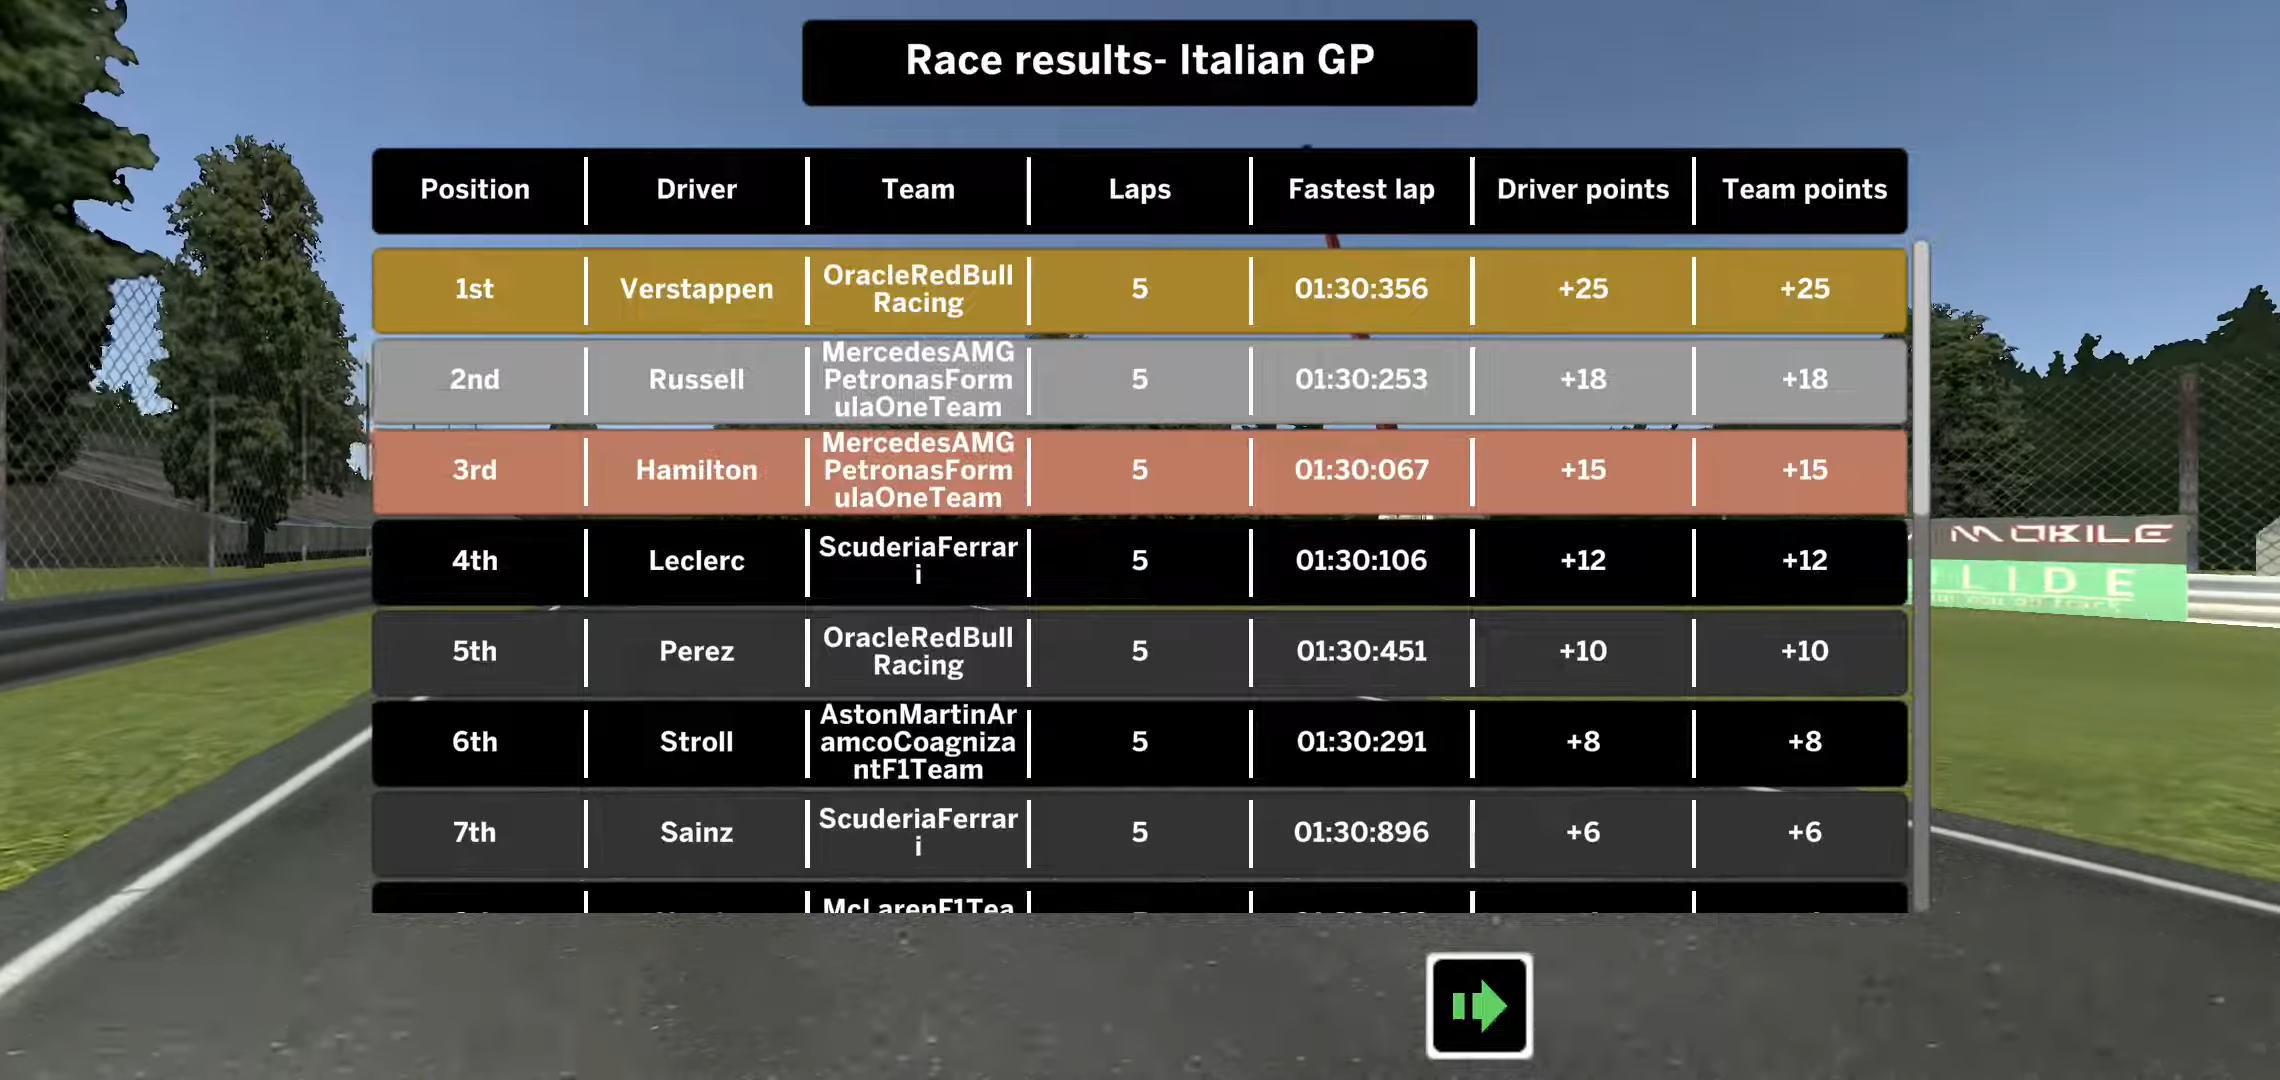 Race results- Italian GP
Position Driver Team Laps Fastest lap Driver points Team points
1st Verstappen OracleRedBull Racing 5 01:30:356 +25 +25
2nd Russell MercedesAMG PetronasForm ulaOneTeam 5 01:30:253 +18 +18
3rd Hamilton MercedesAMG PetronasForm ulaOneTeam 5 01:30:067 +15 +15
4th Leclerc ScuderiaFerrar i 5 01:30:106 +12 +12
5th Perez OracleRedBull Racing 5 01:30:451 +10 +10
6th Stroll AstonMartinAr amcoCoagniza ntF1Team 5 01:30:291 +8 +8
7th Sainz ScuderiaFerrar i 5 01:30:896 +6 +6
McLarenF1Tea
MOBILE
LIDE